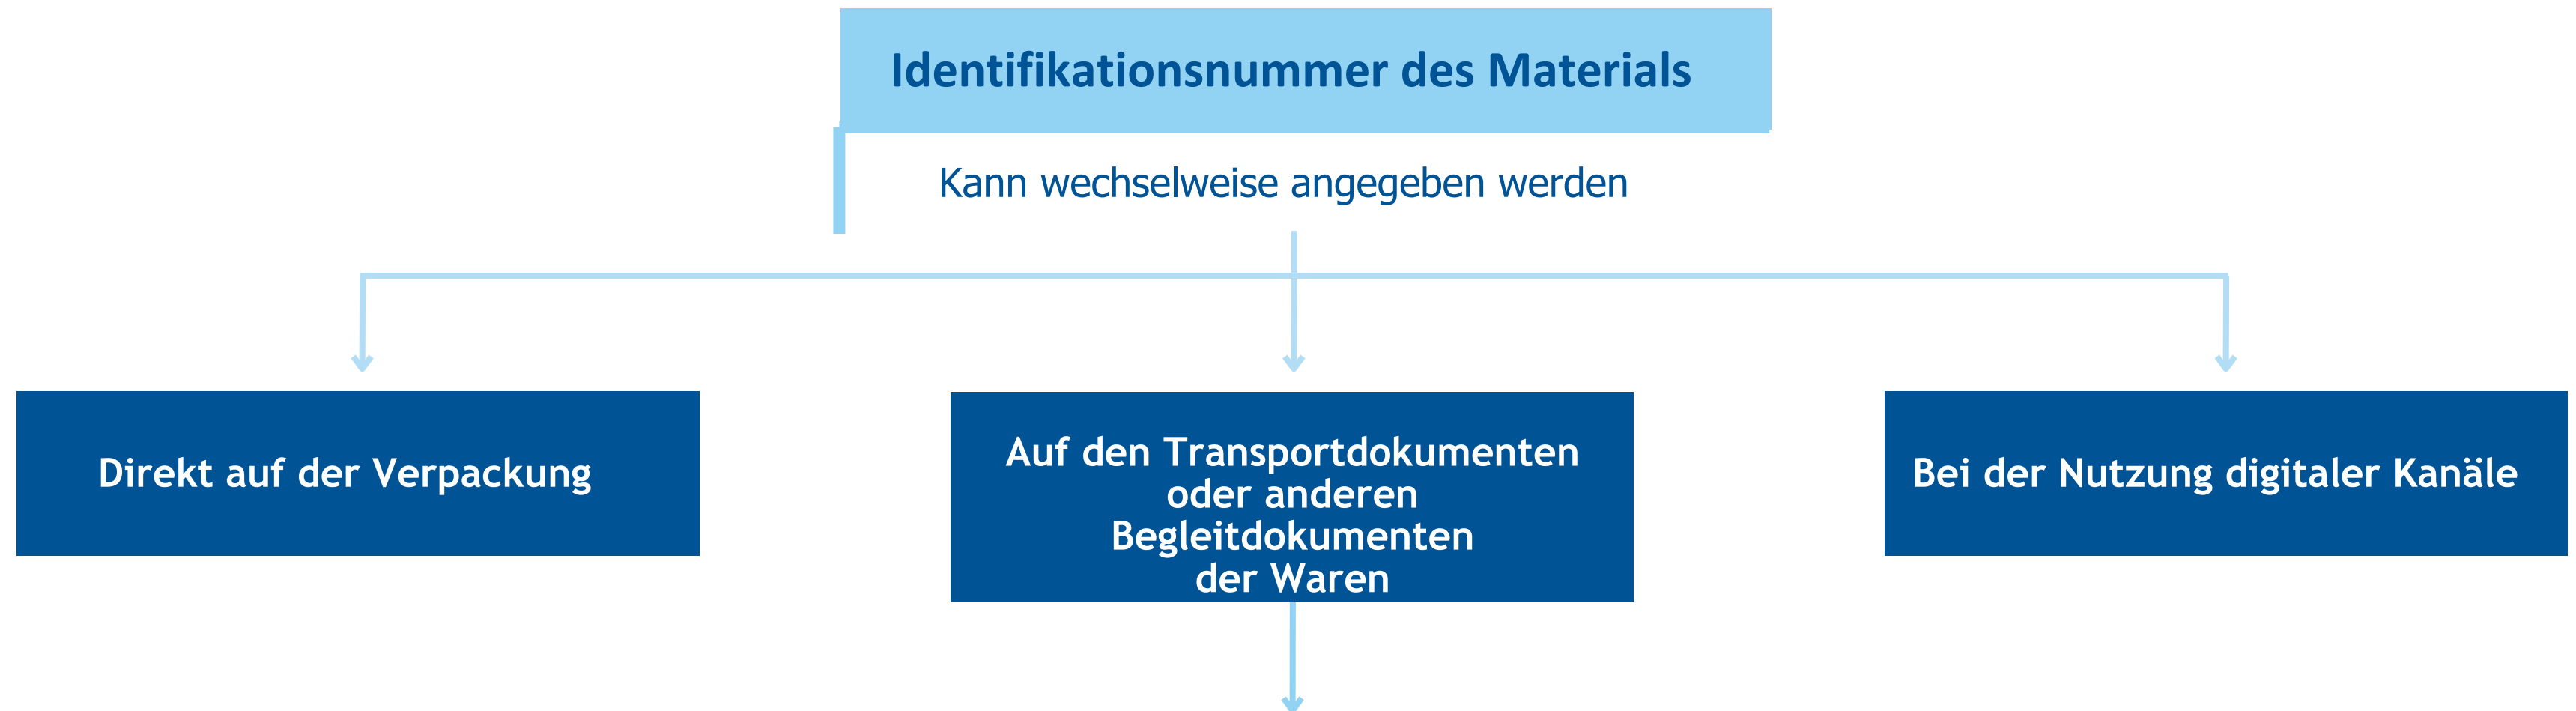 Identifikationsnummer des Materials
Kann wechselweise angegeben werden
Direkt auf der Verpackung
Auf den Transportdokumenten
oder anderen
Begleitdokumenten
der Waren
Bei der Nutzung digitaler Kanäle